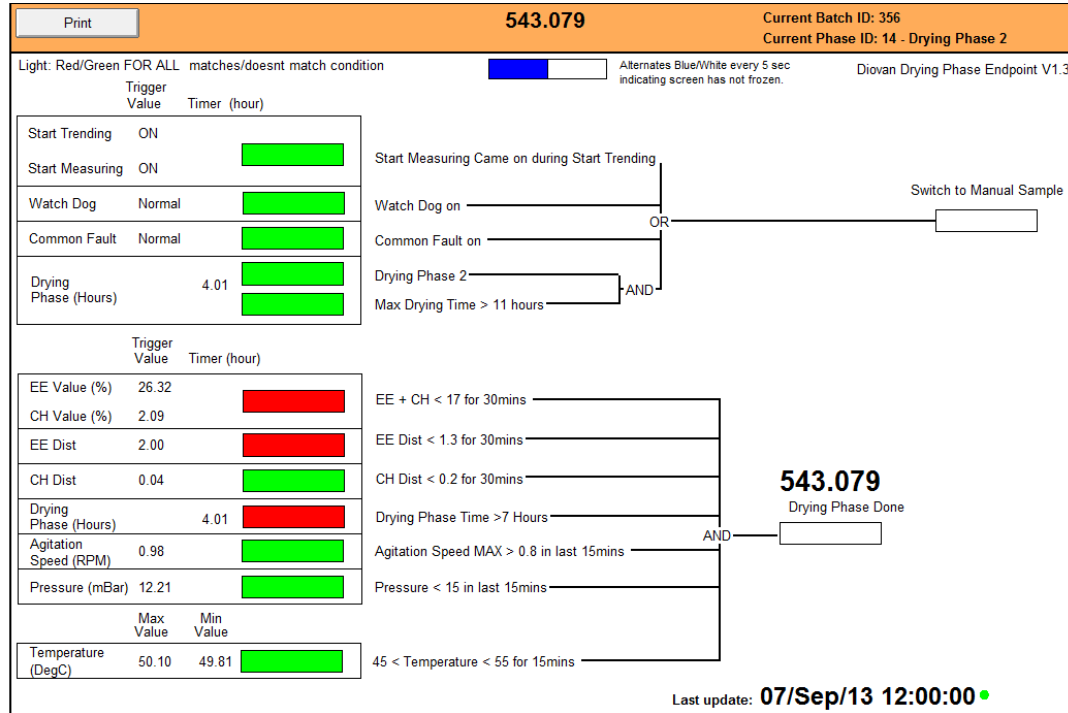 Print
543.079
Current Batch ID: 356
Current Phase ID: 14 - Drying Phase 2
Light: Red/Green FOR ALL matches/doesnt match condition
Alternates Blue/White every 5 sec
indicating screen has not frozen.
Diovan Drying Phase Endpoint V1.3
Trigger
Value Timer (hour)
Start Trending ON
Start Measuring ON
Start Measuring Came on during Start Trending
Watch Dog Normal
Watch Dog on
Common Fault Normal
Common Fault on
Drying
Phase (Hours) 4.01
Drying Phase 2
Max Drying Time > 11 hours
AND
OR
Switch to Manual Sample
Trigger
Value Timer (hour)
EE Value (%) 26.32
CH Value (%) 2.09
EE + CH < 17 for 30mins
EE Dist 2.00
EE Dist < 1.3 for 30mins
CH Dist 0.04
CH Dist < 0.2 for 30mins
Drying
Phase (Hours) 4.01
Drying Phase Time >7 Hours
Agitation
Speed (RPM) 0.98
Agitation Speed MAX > 0.8 in last 15mins
Pressure (mBar) 12.21
Pressure < 15 in last 15mins
AND
543.079
Drying Phase Done
Max
Value
Min
Value
Temperature
(DegC) 50.10 49.81
45 < Temperature < 55 for 15mins
Last update: 07/Sep/13 12:00:00